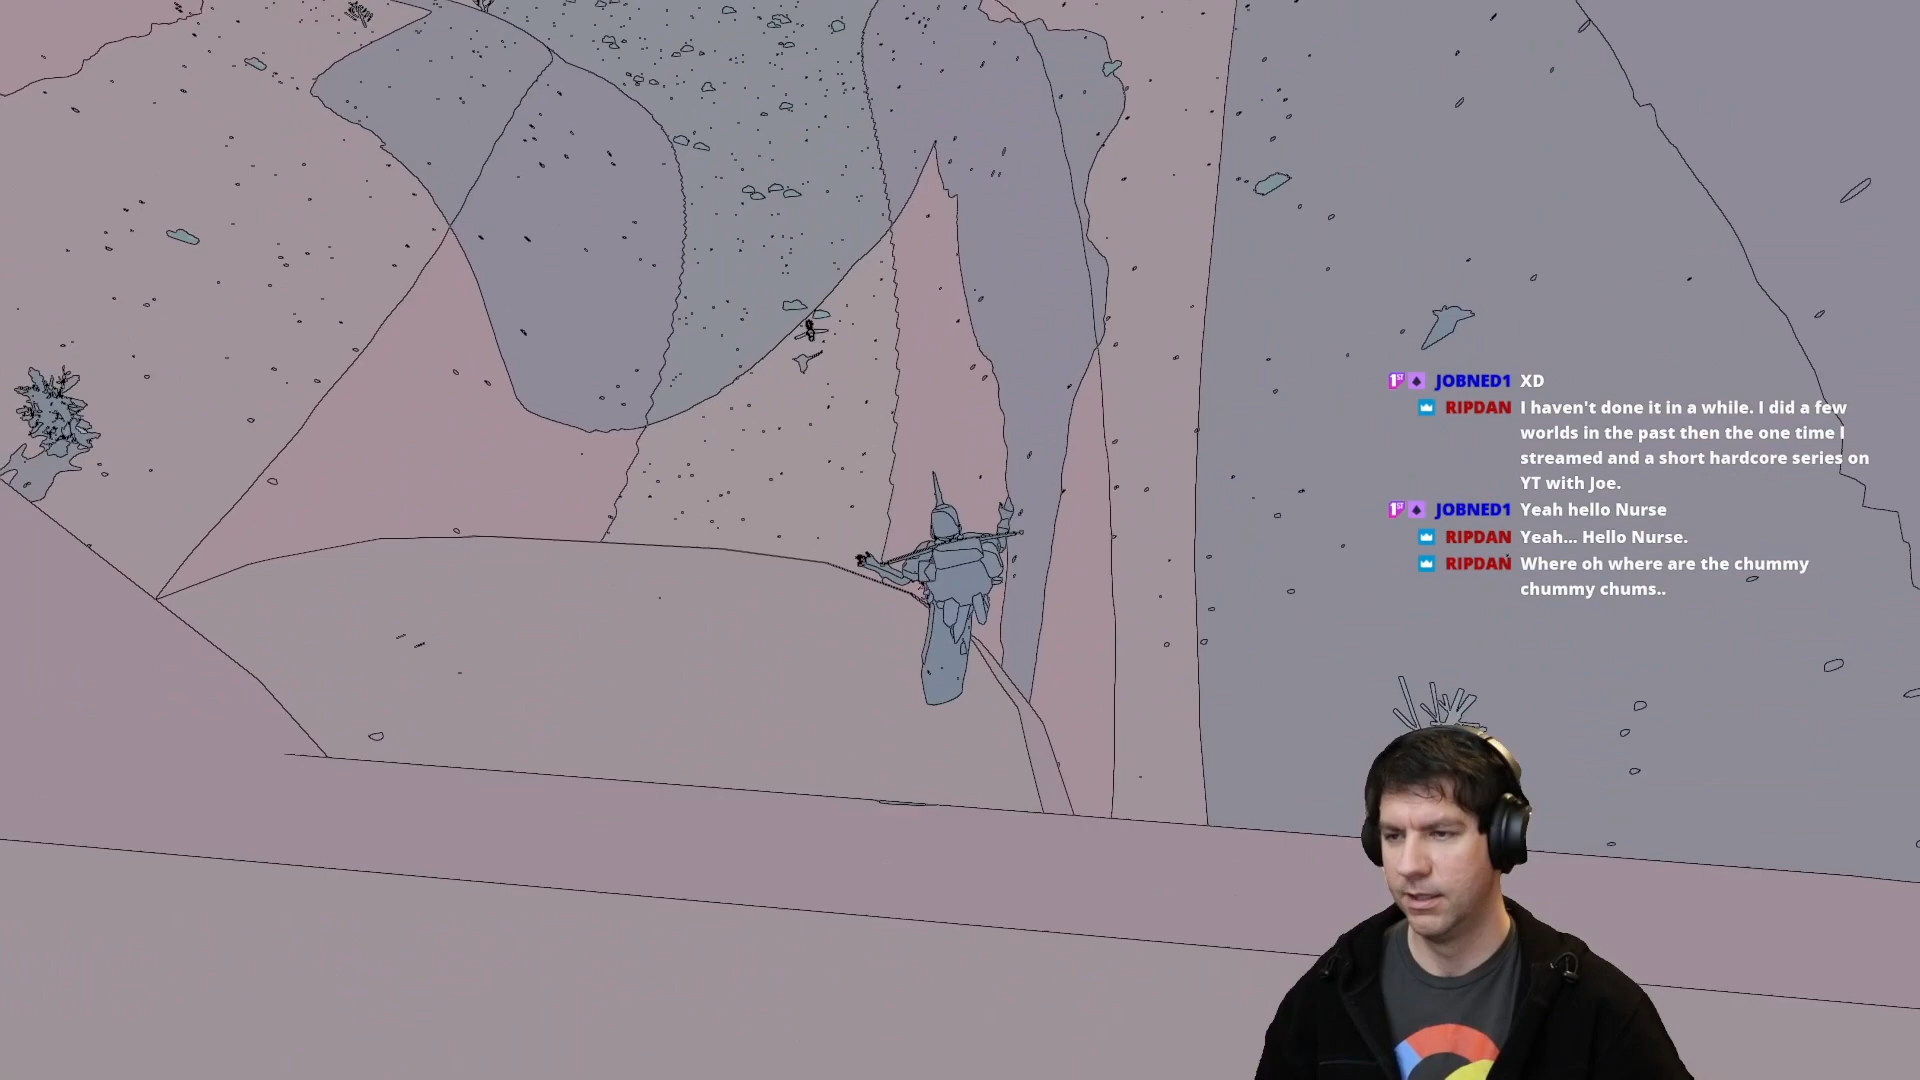 JOBNED1 XD
RIPDAN I haven't done it in a while. I did a few
worlds in the past then the one time I
streamed and a short hardcore series on
YT with Joe.
JOBNED1 Yeah hello Nurse
RIPDAN Yeah... Hello Nurse.
RIPDAN Where oh where are the chummy
chummy chums..